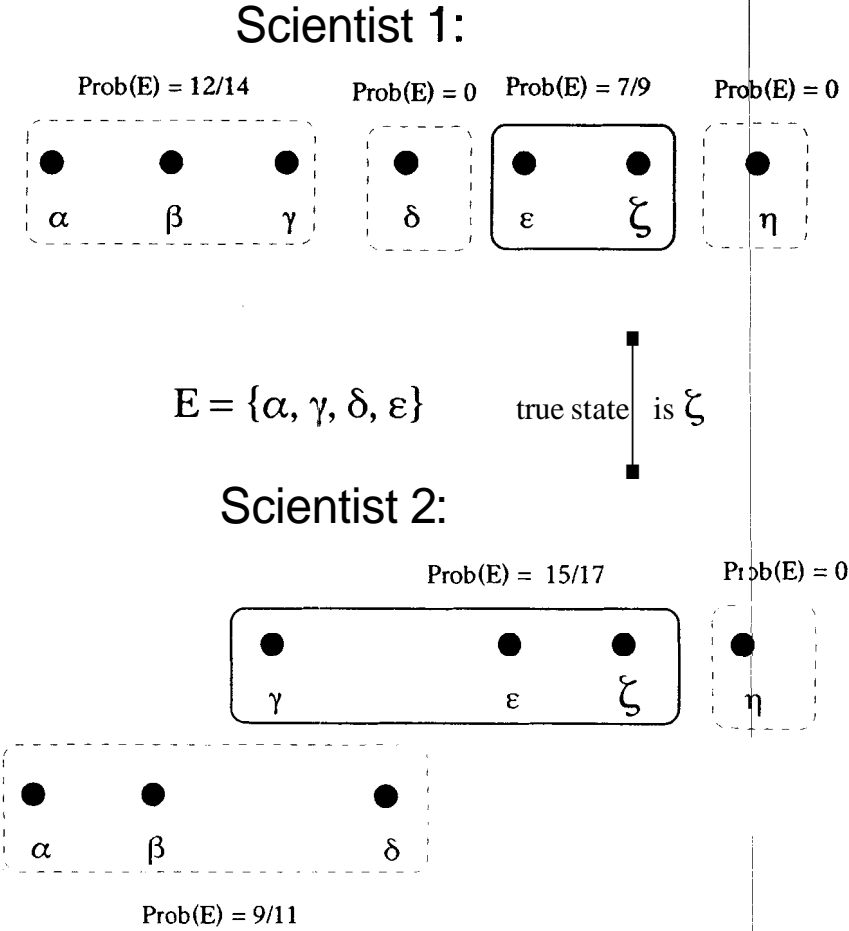 Scientist 1:
Prob(E) = 12/14 Prob(E) = 0 Prob(E) = 7/9 Prob(E) = 0
α β γ δ ε ζ η
E = {α, γ, δ, ε} true state is ζ
Scientist 2:
Prob(E) = 15/17 Prob(E) = 0
γ ε ζ η
α β δ
Prob(E) = 9/11